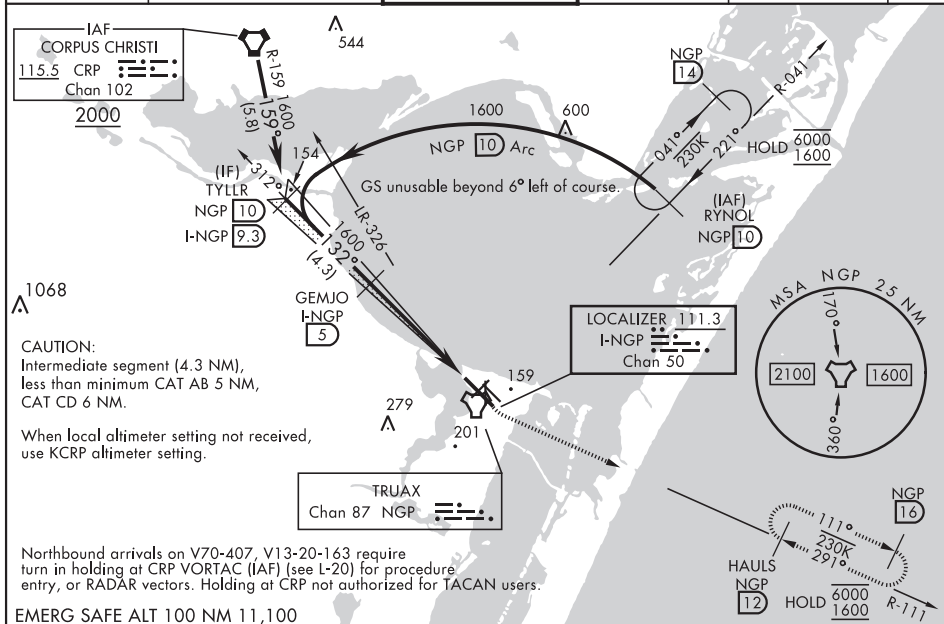 IAF
CORPUS CHRISTI
115.5 CRP
Chan 102
2000
544
R-159
1600
159°
(5.8)
154
312°
(IF)
TYLLR
NGP 10
I-NGP 9.3
LR-326
1600
132°
(4.3)
GEMJO
I-NGP
5
1600
NGP 10 Arc
600
GS unusable beyond 6° left of course.
NGP
14
R-041
041°
230K
221°
HOLD 6000
1600
(IAF)
RYNOL
NGP 10
1068
CAUTION:
Intermediate segment (4.3 NM),
less than minimum CAT AB 5 NM,
CAT CD 6 NM.
When local altimeter setting not received,
use KCRP altimeter setting.
LOCALIZER 111.3
I-NGP
Chan 50
159
279
201
TRUAX
Chan 87 NGP
MSA NGP 25 NM
170°
2100
1600
360°
NGP
16
111°
230K
291°
HAULS
NGP
12
HOLD 6000
1600
R-111
Northbound arrivals on V70-407, V13-20-163 require
turn in holding at CRP VORTAC (IAF) (see L-20) for procedure
entry, or RADAR vectors. Holding at CRP not authorized for TACAN users.
EMERG SAFE ALT 100 NM 11,100